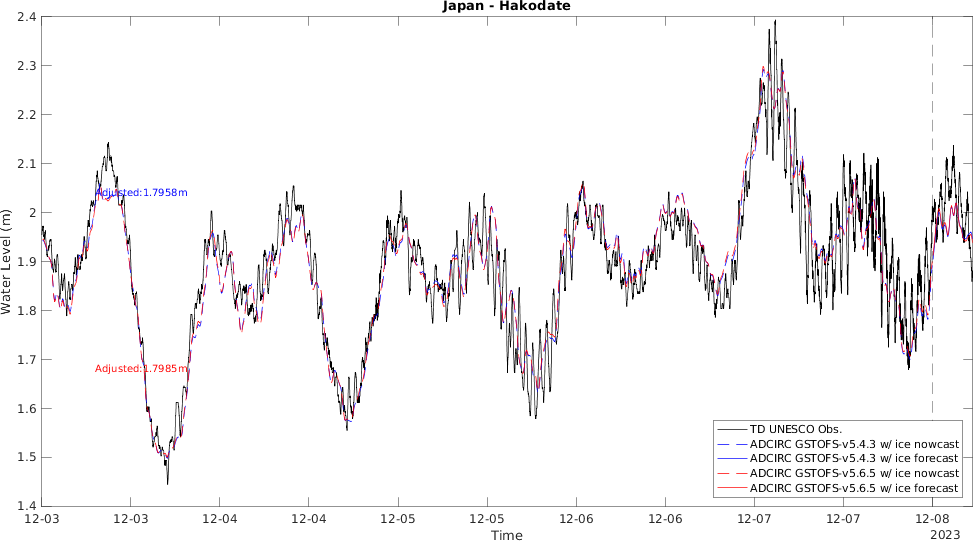 Japan - Hakodate
2.4
2.3
2.2
2.1
2
1.9
1.8
1.7
1.6
1.5
1.4
Water Level (m)
Adjusted:1.7958m
Adjusted:1.7985m
TD UNESCO Obs.
ADCIRC GSTOFS-v5.4.3 w/ ice nowcast
ADCIRC GSTOFS-v5.4.3 w/ ice forecast
ADCIRC GSTOFS-v5.6.5 w/ ice nowcast
ADCIRC GSTOFS-v5.6.5 w/ ice forecast
12-03 12-03 12-04 12-04 12-05 12-05 12-06 12-06 12-07 12-07 12-08
2023
Time